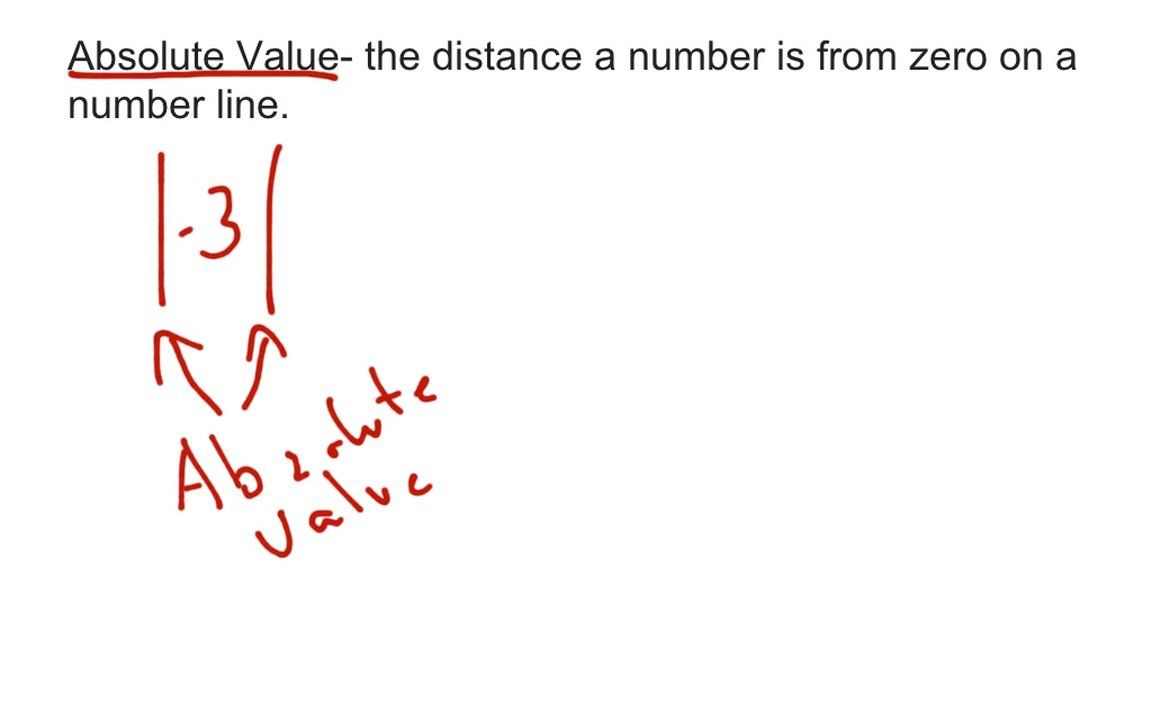 Absolute Value- the distance a number is from zero on a
number line.
|-3|
Absolute
Value